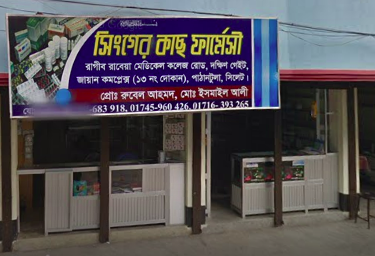 সিংগের কাছ ফার্মেসী
রাগীব রাবেয়া মেডিকেল কলেজ রোড, দক্ষিণ গেইট,
জায়ান কমপ্লেক্স (১৩ নং দোকান), পাঠানটুলা, সিলেট।
প্রোঃ রুবেল আহমদ, মোঃ ইসমাইল আলী
683 918, 01745-960 426, 01716- 393 265